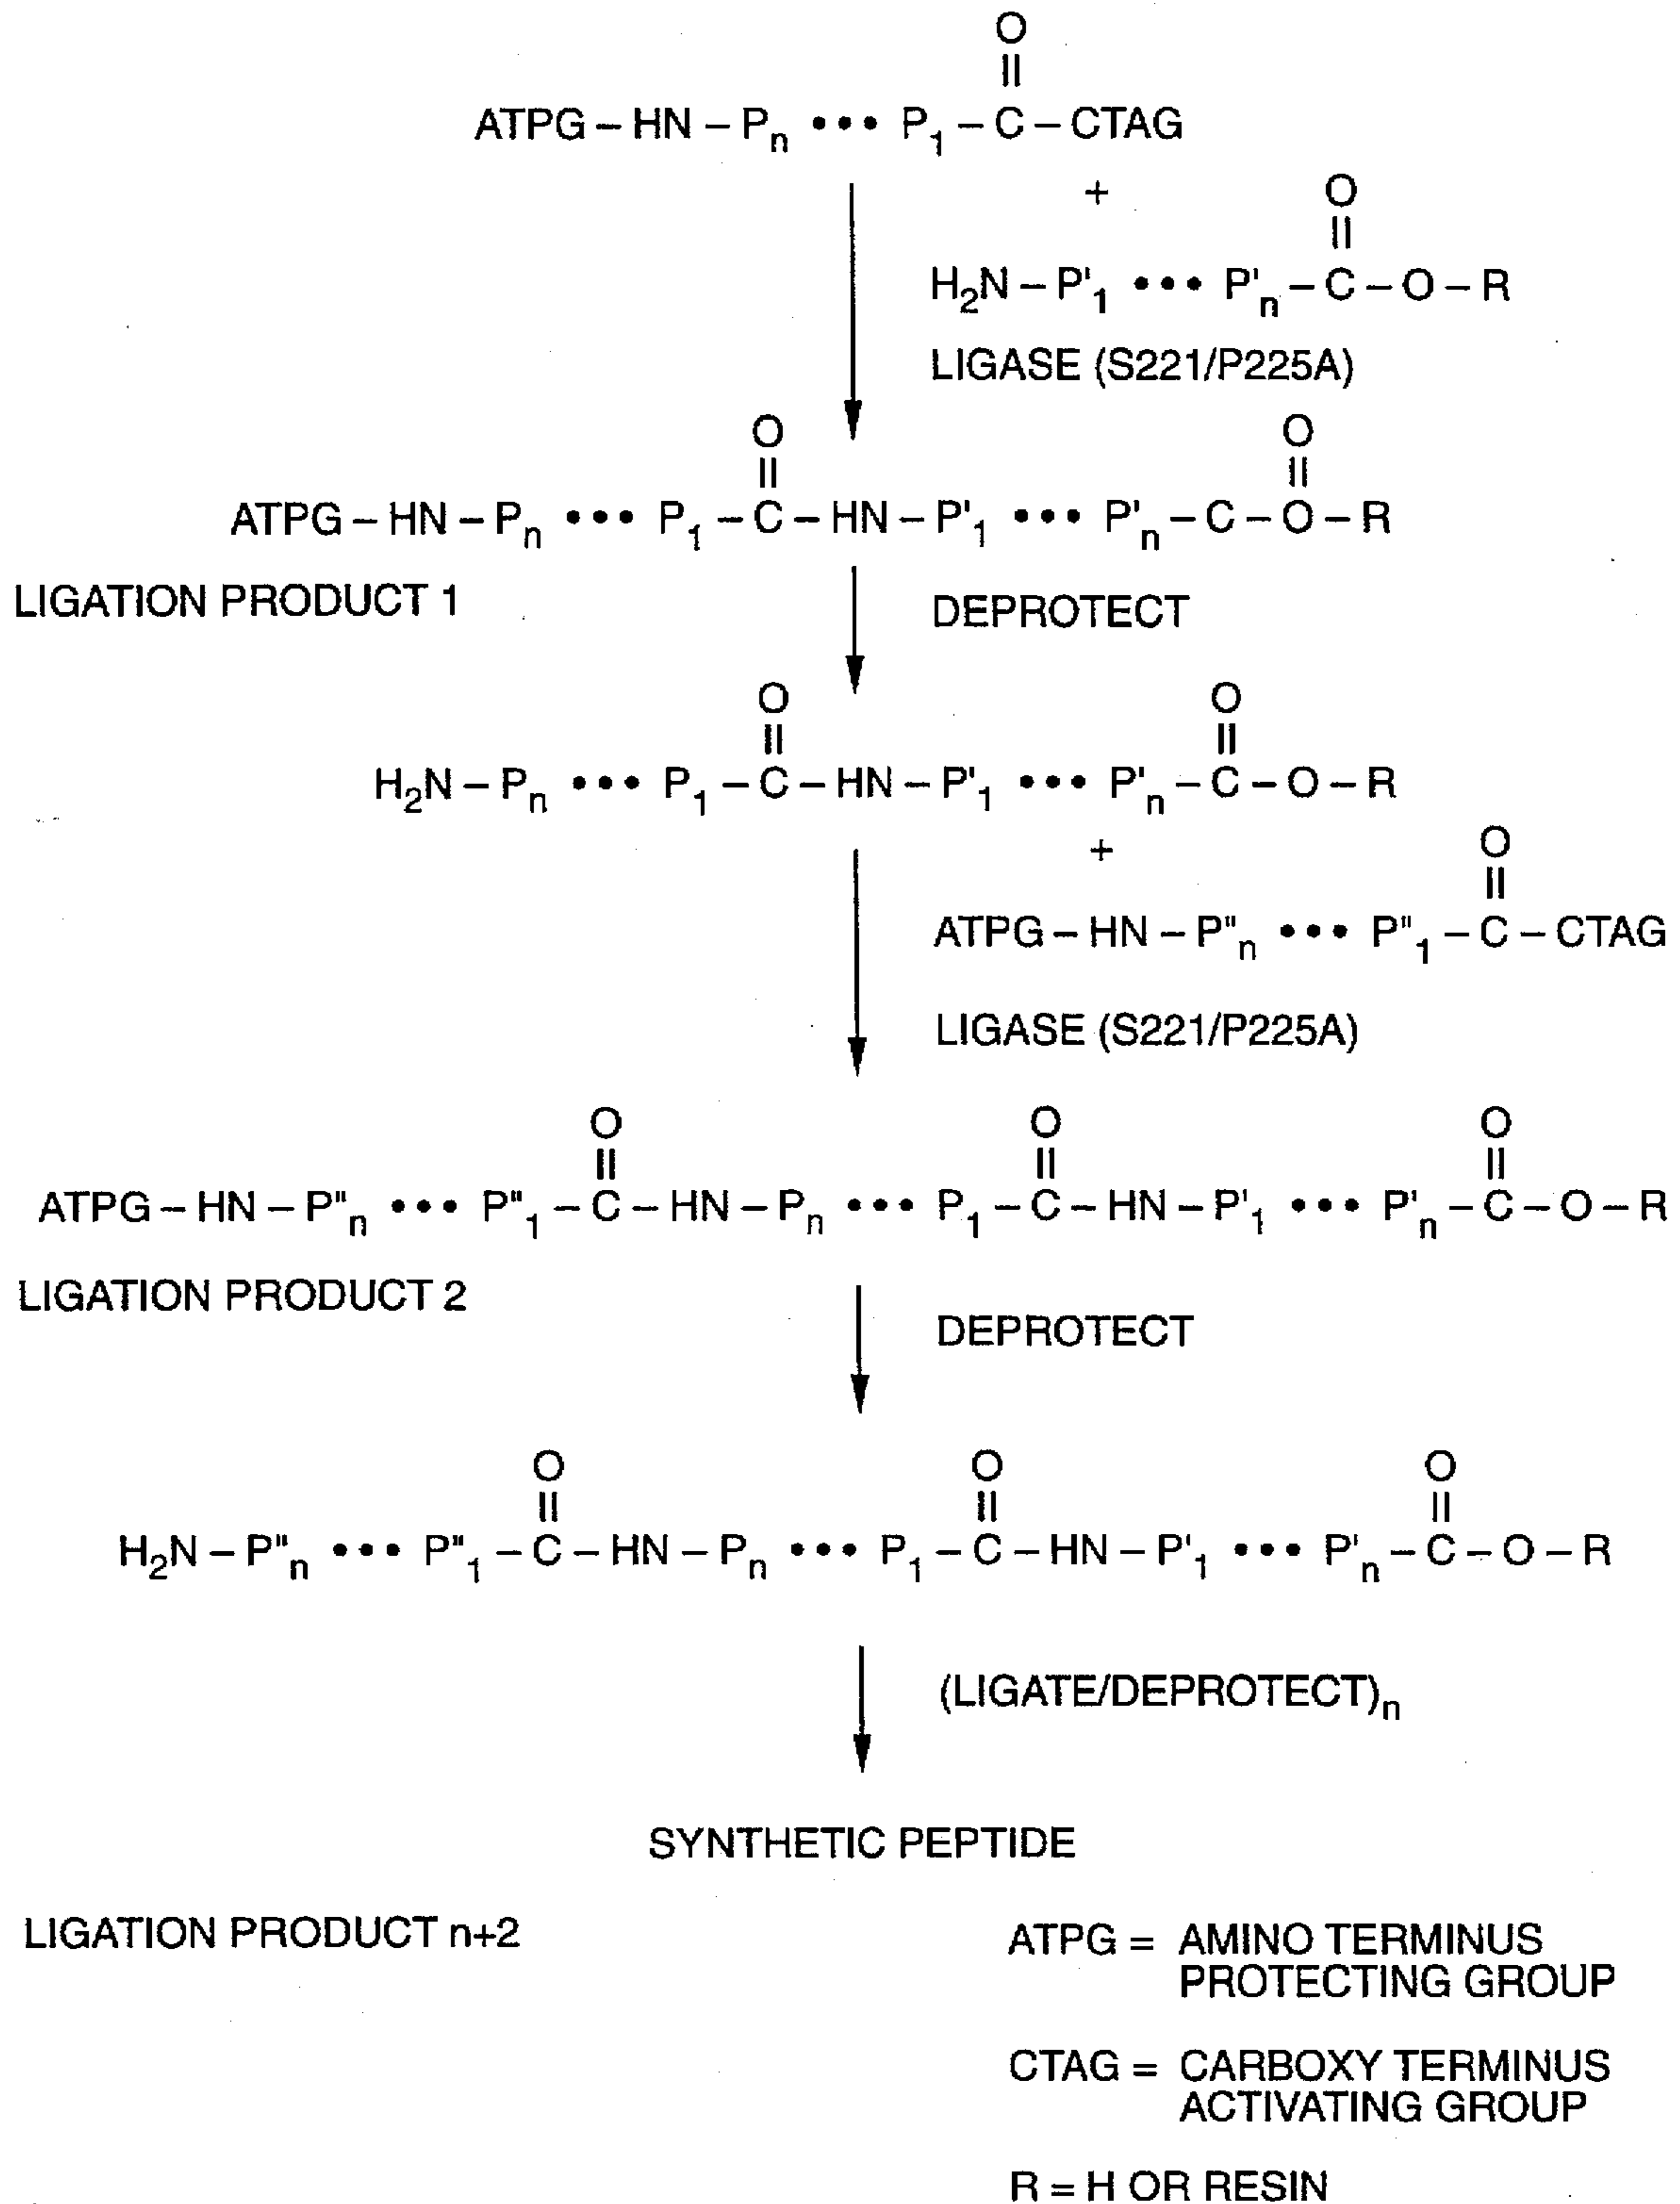 O
||
ATPG – HN – Pₙ ••• P₁ – C – CTAG
+
O
||
H₂N – P'₁ ••• P'ₙ – C – O – R
LIGASE (S221/P225A)
O O
|| ||
ATPG – HN – Pₙ ••• P₁ – C – HN – P'₁ ••• P'ₙ – C – O – R
LIGATION PRODUCT 1
DEPROTECT
O O
|| ||
H₂N – Pₙ ••• P₁ – C – HN – P'₁ ••• P'ₙ – C – O – R
+
O
||
ATPG – HN – P"ₙ ••• P"₁ – C – CTAG
LIGASE (S221/P225A)
O O O
|| || ||
ATPG – HN – P"ₙ ••• P"₁ – C – HN – Pₙ ••• P₁ – C – HN – P'₁ ••• P'ₙ – C – O – R
LIGATION PRODUCT 2
DEPROTECT
O O O
|| || ||
H₂N – P"ₙ ••• P"₁ – C – HN – Pₙ ••• P₁ – C – HN – P'₁ ••• P'ₙ – C – O – R
(LIGATE/DEPROTECT)ₙ
SYNTHETIC PEPTIDE
LIGATION PRODUCT n+2
ATPG = AMINO TERMINUS
PROTECTING GROUP
CTAG = CARBOXY TERMINUS
ACTIVATING GROUP
R = H OR RESIN